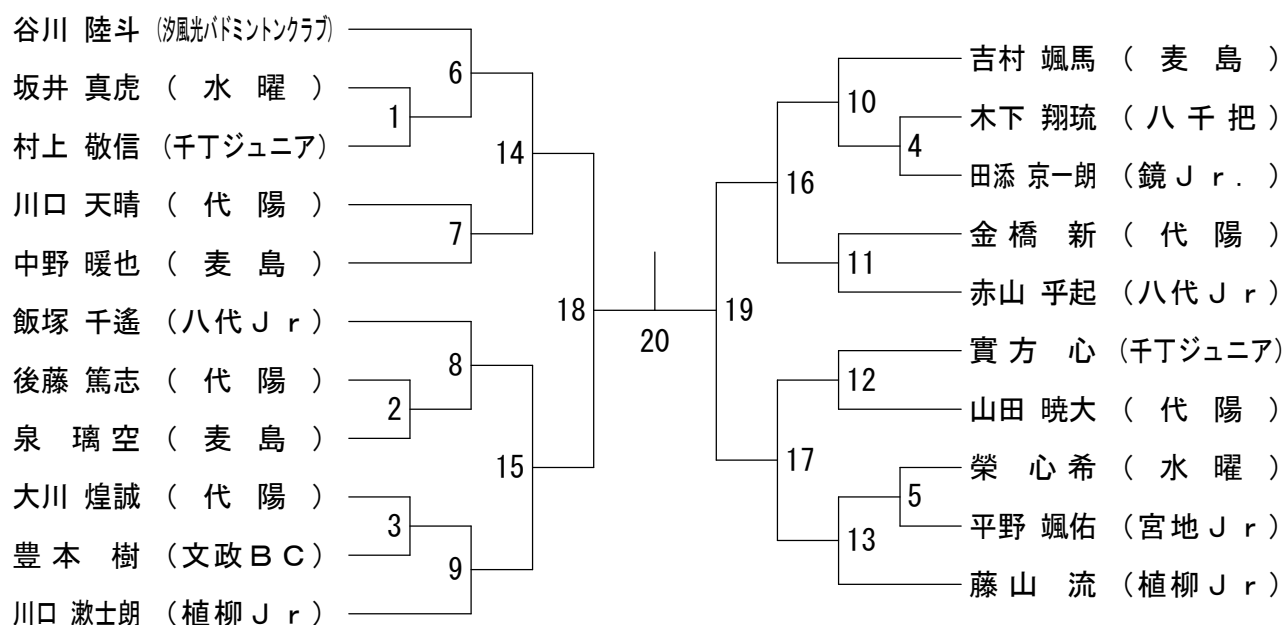 谷川 陸斗 (汐風光バドミントンクラブ)
坂井 真虎 ( 水 曜 )
村上 敬信 (千丁ジュニア)
川口 天晴 ( 代 陽 )
中野 暖也 ( 麦 島 )
飯塚 千遙 (八代Ｊｒ)
後藤 篤志 ( 代 陽 )
泉 璃空 ( 麦 島 )
大川 煌誠 ( 代 陽 )
豊本 樹 (文政ＢＣ)
川口 漱士朗 (植柳Ｊｒ)
6
1
14
7
18
8
2
15
3
9
20
19
10
4
16
11
12
17
5
13
吉村 颯馬 ( 麦 島 )
木下 翔琉 (八千把)
田添 京一朗 (鏡Ｊｒ.)
金橋 新 ( 代 陽 )
赤山 乎起 (八代Ｊｒ)
實方 心 (千丁ジュニア)
山田 暁大 ( 代 陽 )
榮 心希 ( 水 曜 )
平野 颯佑 (宮地Ｊｒ)
藤山 流 (植柳Ｊｒ)